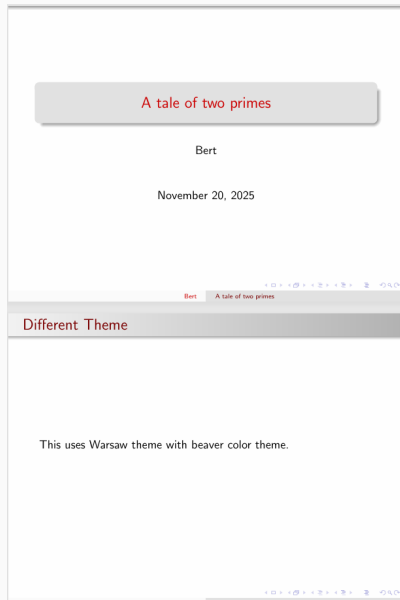 A tale of two primes
Bert
November 20, 2025
Bert A tale of two primes
Different Theme
This uses Warsaw theme with beaver color theme.